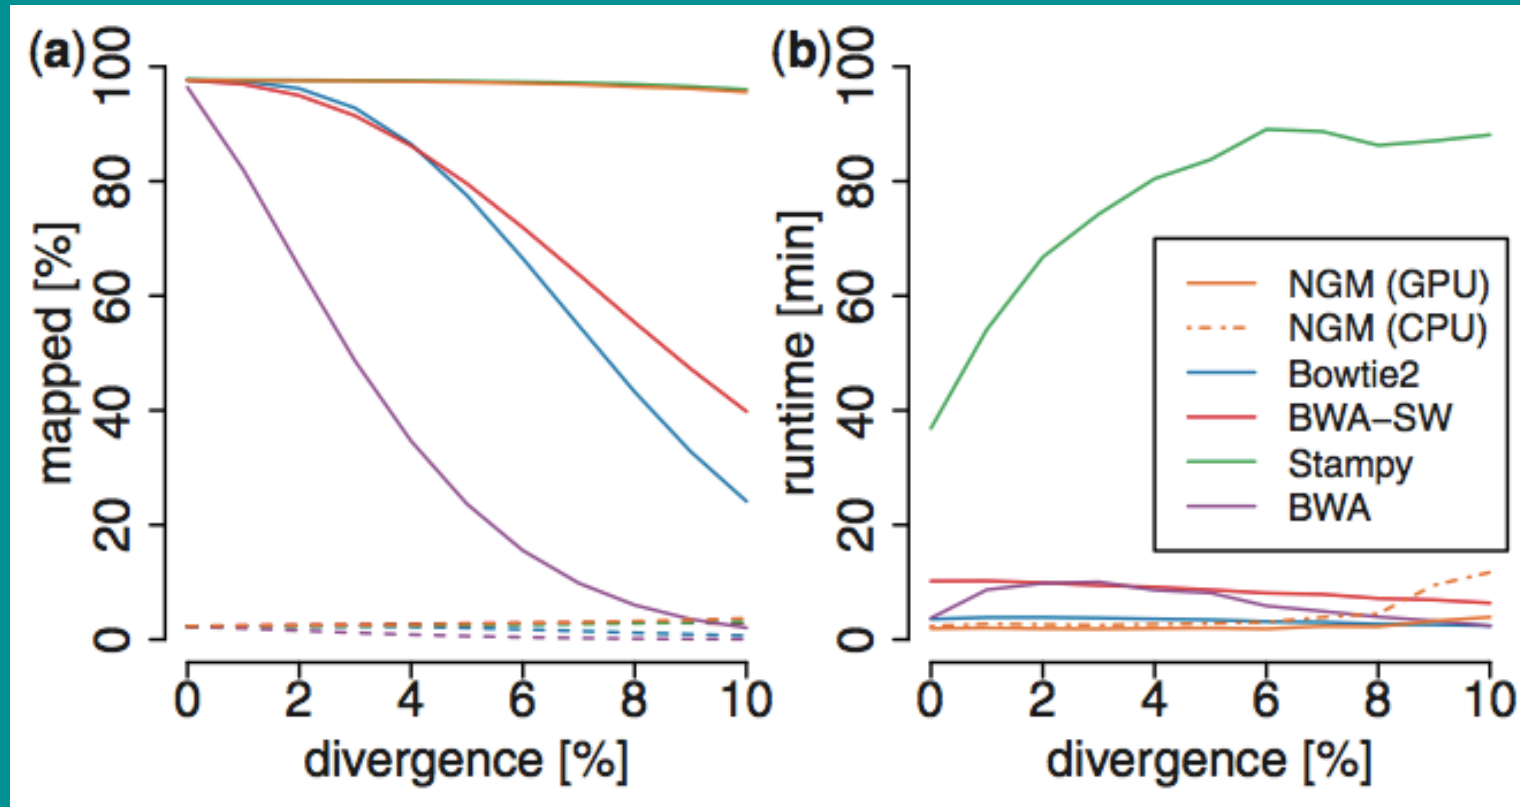 (a)
100
80
60
40
20
0
mapped [%]
0 2 4 6 8 10
divergence [%]
(b)
100
80
60
40
20
0
runtime [min]
NGM (GPU)
NGM (CPU)
Bowtie2
BWA−SW
Stampy
BWA
0 2 4 6 8 10
divergence [%]